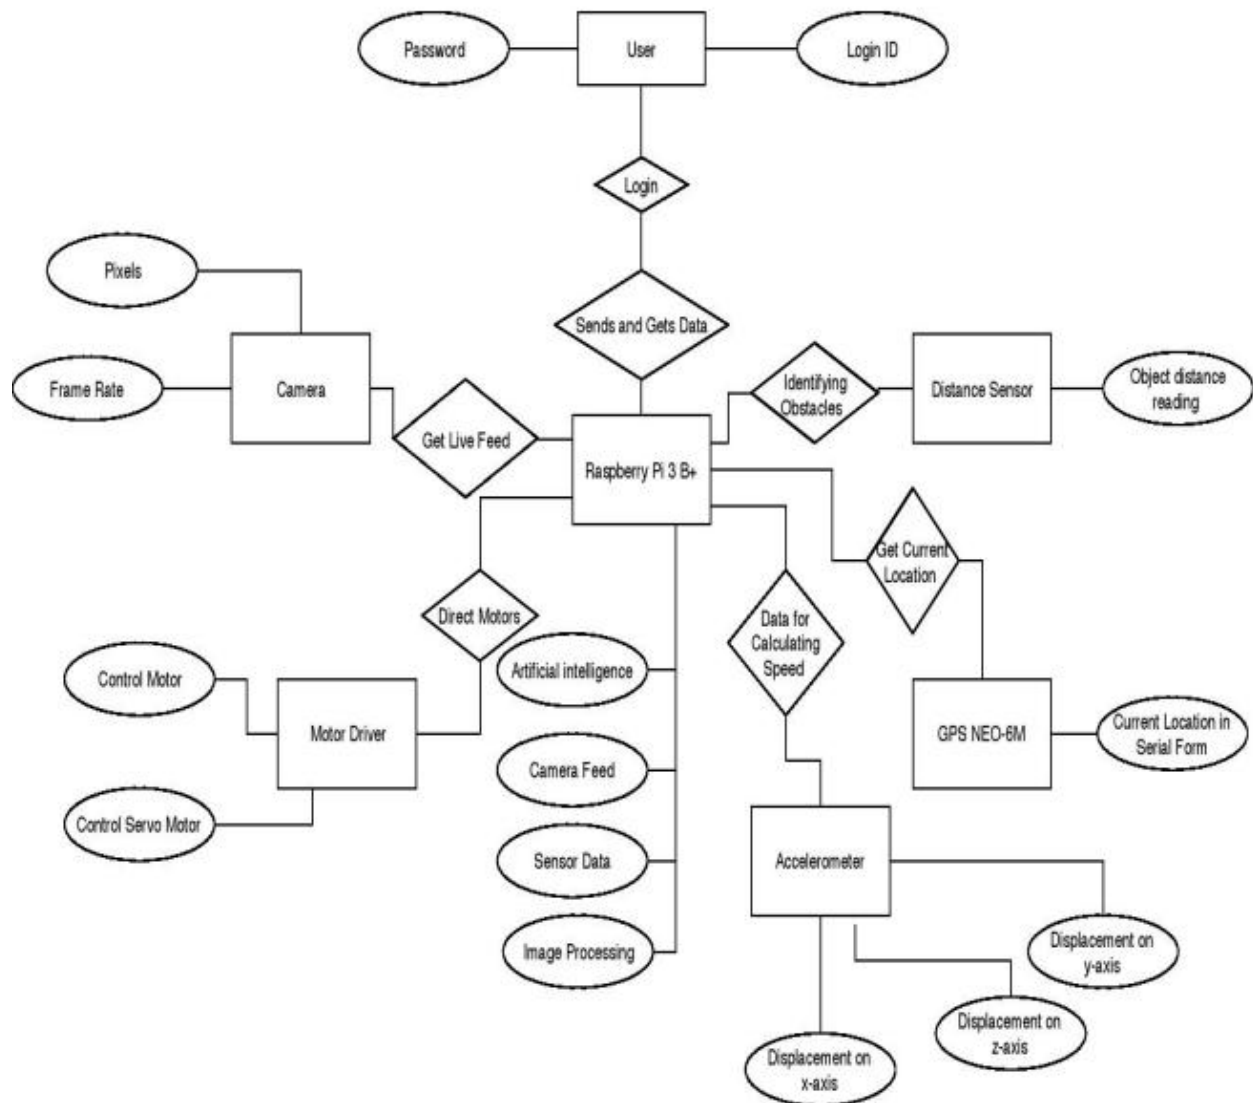 Password
User
Login ID
Login
Pixels
Sends and Gets Data
Frame Rate
Camera
Identifying
Obstacles
Distance Sensor
Object distance
reading
Get Live Feed
Raspberry Pi 3 B+
Get Current
Location
Direct Motors
Data for
Calculating
Speed
Artificial intelligence
Control Motor
Motor Driver
GPS NEO-6M
Current Location in
Serial Form
Camera Feed
Control Servo Motor
Sensor Data
Accelerometer
Image Processing
Displacement on
y-axis
Displacement on
z-axis
Displacement on
x-axis